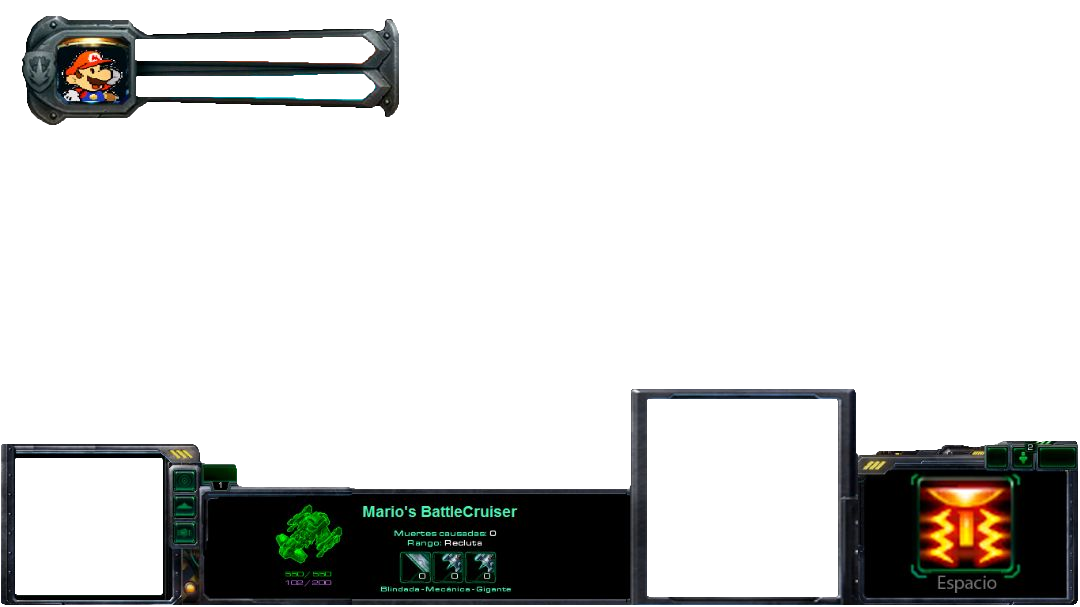 M
2
1
Mario's BattleCruiser
Muertes causadas: 0
Rango: Recluta
550 / 550
102 / 200
0 0 0
Blindada - Mecánica - Gigante
Espacio